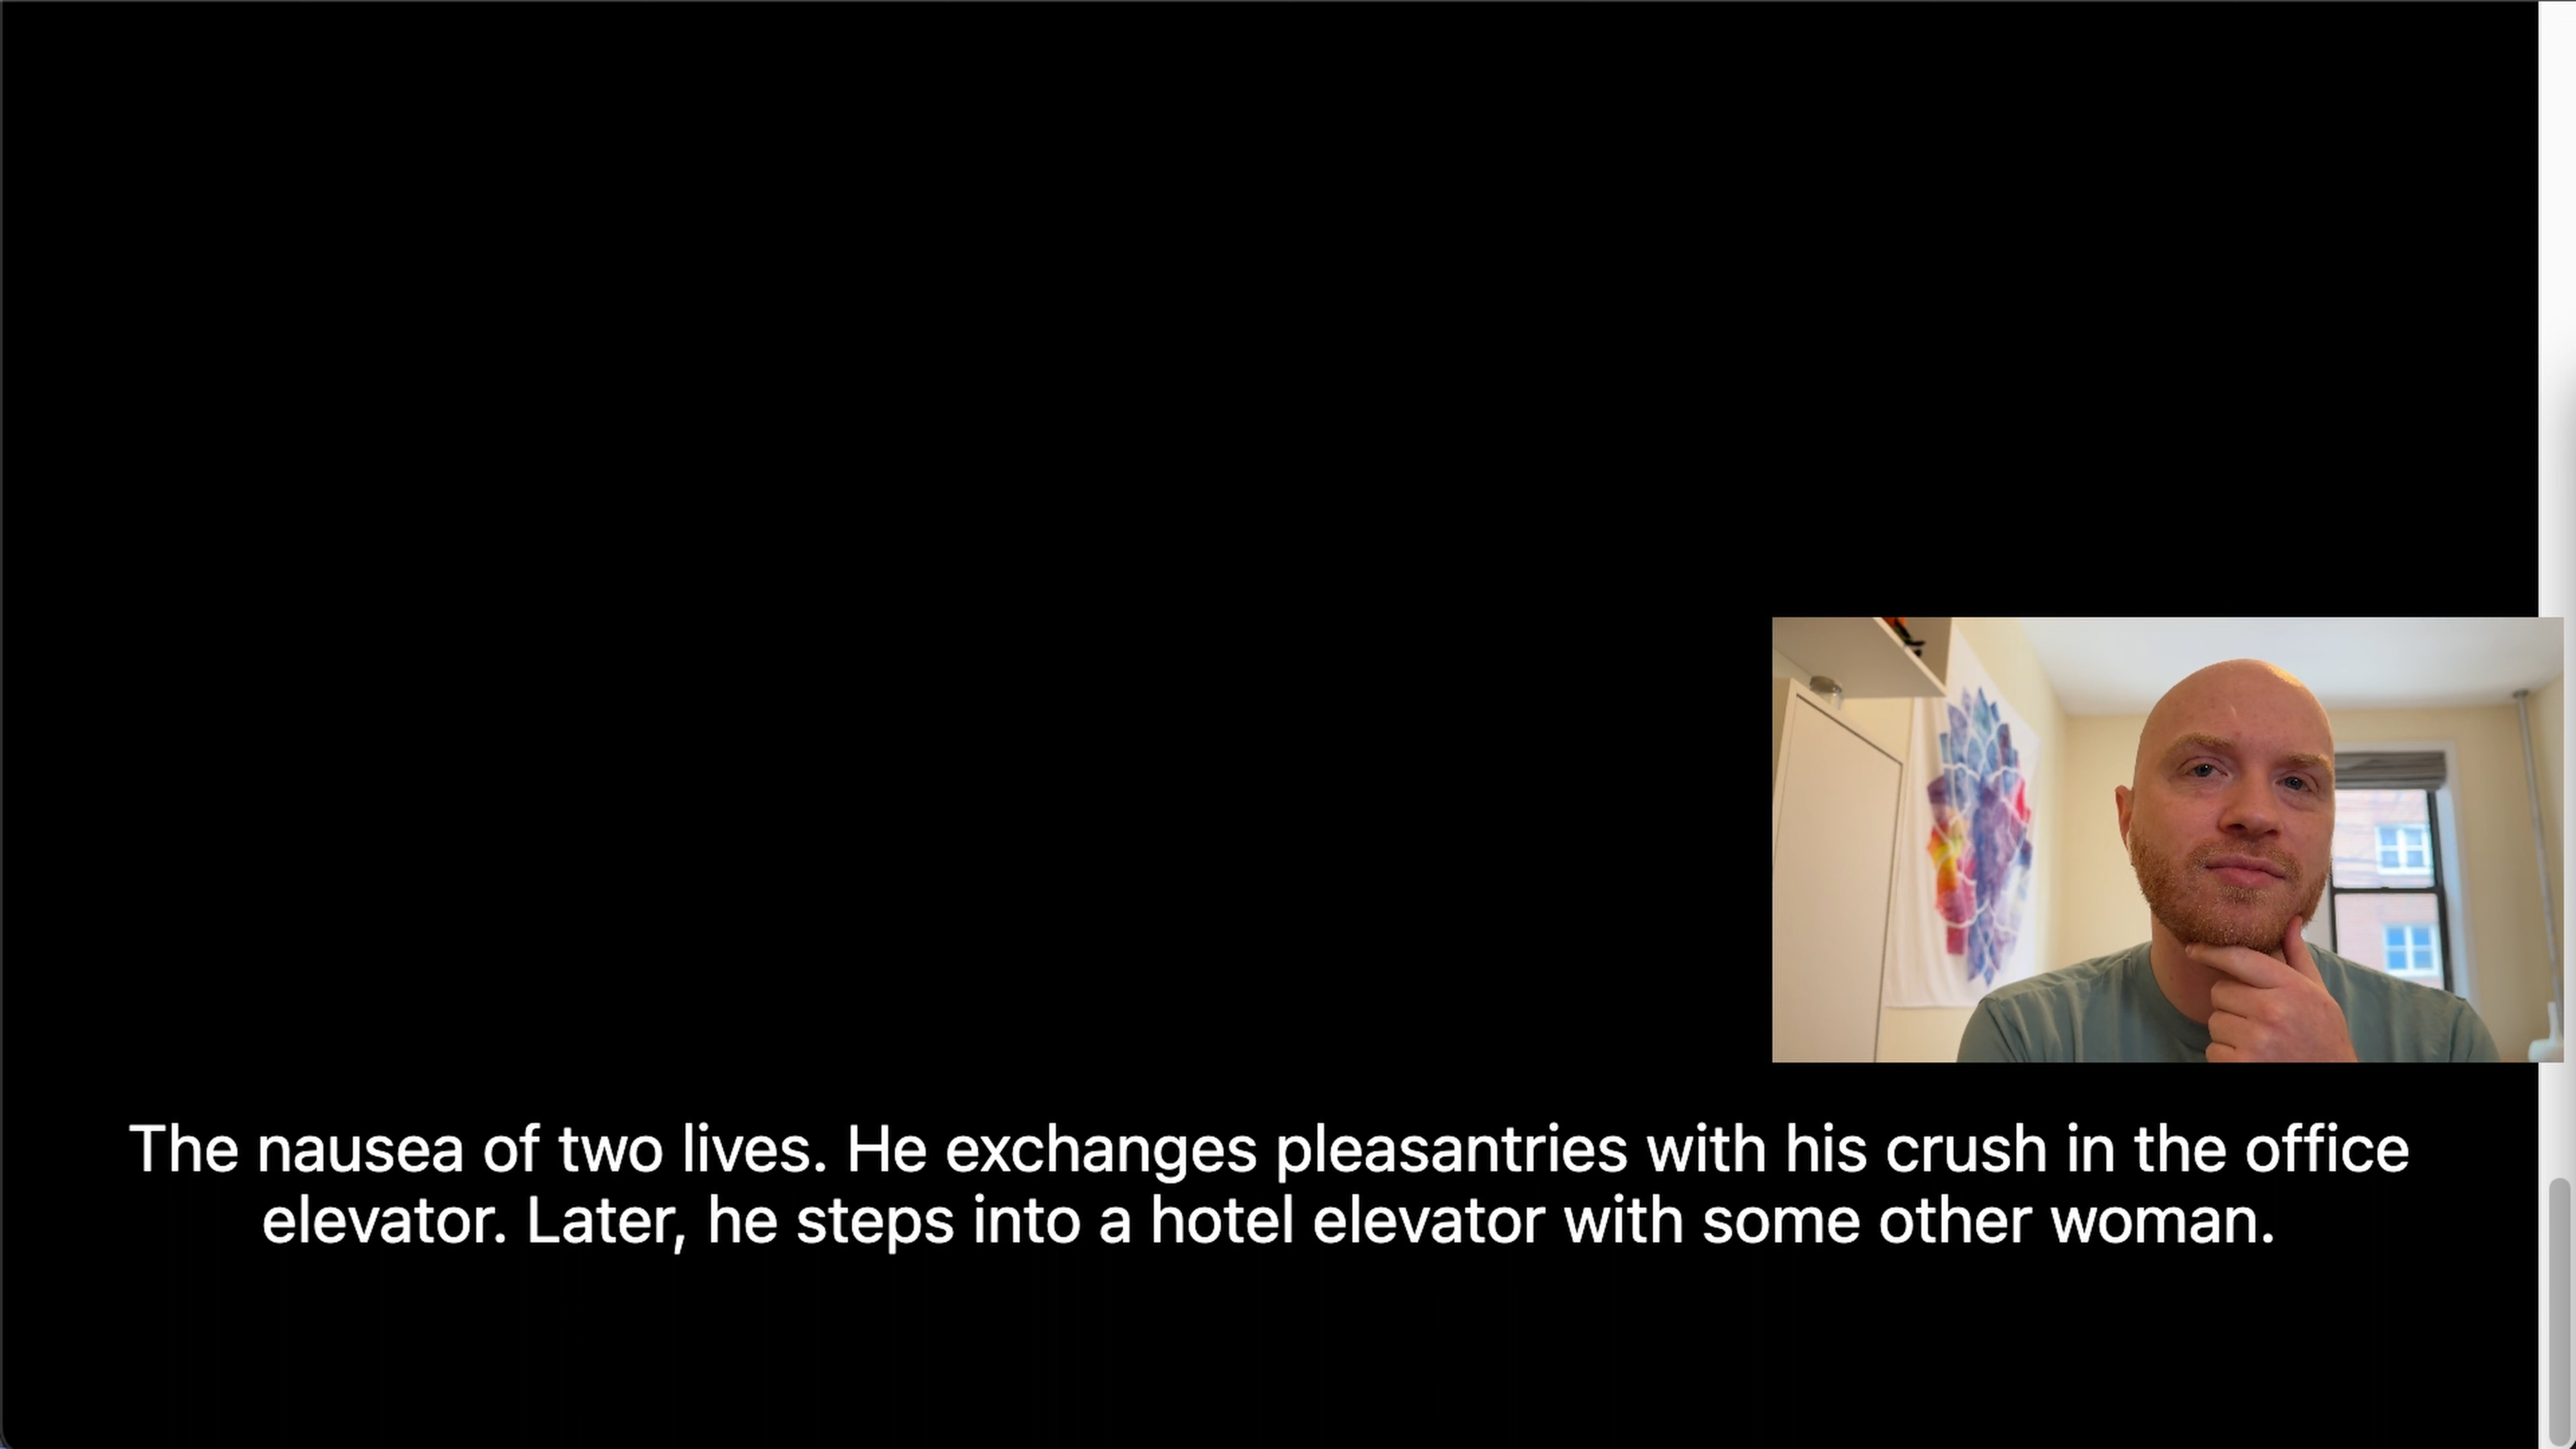 The nausea of two lives. He exchanges pleasantries with his crush in the office
elevator. Later, he steps into a hotel elevator with some other woman.